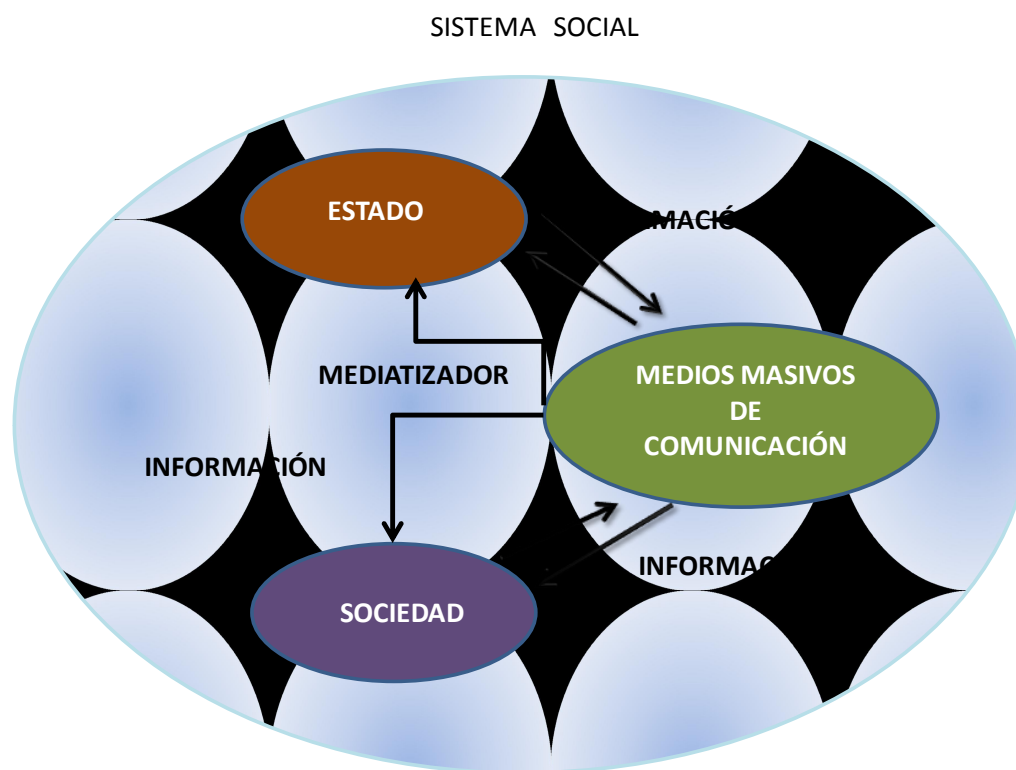 SISTEMA SOCIAL
ESTADO
MEDIATIZADOR
MEDIOS MASIVOS
DE
COMUNICACIÓN
INFORMACIÓN
SOCIEDAD